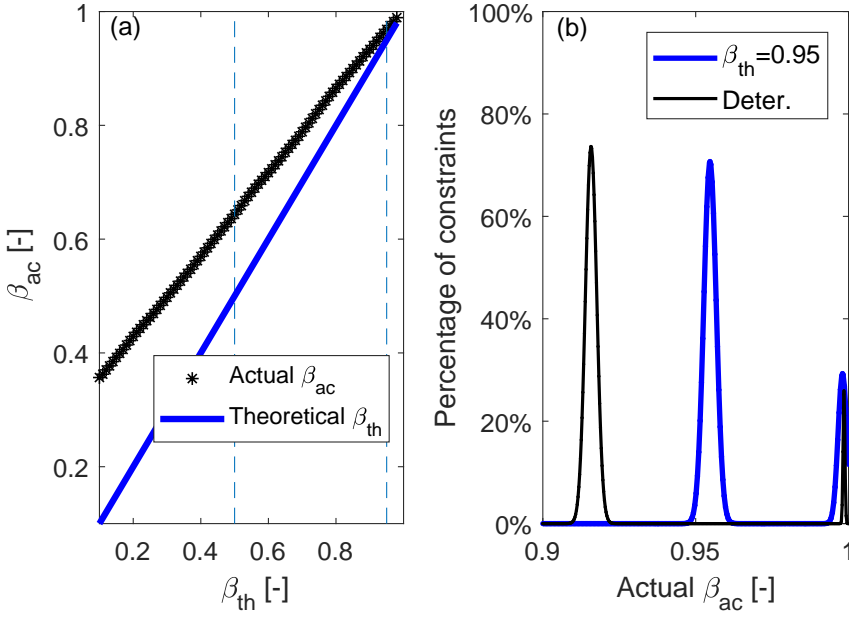 (a)
1
0.8
0.6
0.4
0.2
β_ac [-]
0.2 0.4 0.6 0.8
β_th [-]
Actual β_ac
Theoretical β_th
(b)
100%
80%
60%
40%
20%
0%
Percentage of constraints
0.9 0.95 1
Actual β_ac [-]
β_th=0.95
Deter.